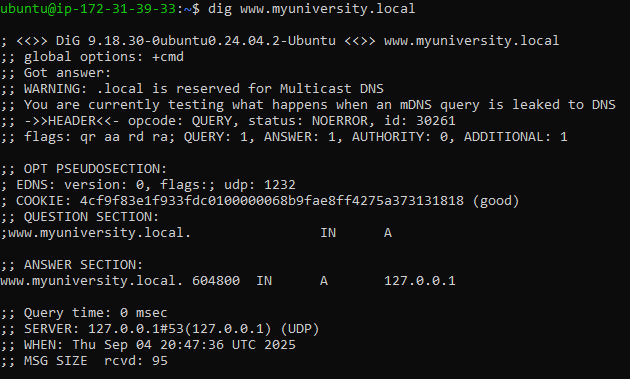 ubuntu@ip-172-31-39-33:~$ dig www.myuniversity.local
; <<>> DiG 9.18.30-0ubuntu0.24.04.2-Ubuntu <<>> www.myuniversity.local
;; global options: +cmd
;; Got answer:
;; WARNING: .local is reserved for Multicast DNS
;; You are currently testing what happens when an mDNS query is leaked to DNS
;; ->>HEADER<<- opcode: QUERY, status: NOERROR, id: 30261
;; flags: qr aa rd ra; QUERY: 1, ANSWER: 1, AUTHORITY: 0, ADDITIONAL: 1
;; OPT PSEUDOSECTION:
; EDNS: version: 0, flags:; udp: 1232
; COOKIE: 4cf9f83e1f933fdc0100000068b9fae8ff4275a373131818 (good)
;; QUESTION SECTION:
;www.myuniversity.local. IN A
;; ANSWER SECTION:
www.myuniversity.local. 604800 IN A 127.0.0.1
;; Query time: 0 msec
;; SERVER: 127.0.0.1#53(127.0.0.1) (UDP)
;; WHEN: Thu Sep 04 20:47:36 UTC 2025
;; MSG SIZE rcvd: 95